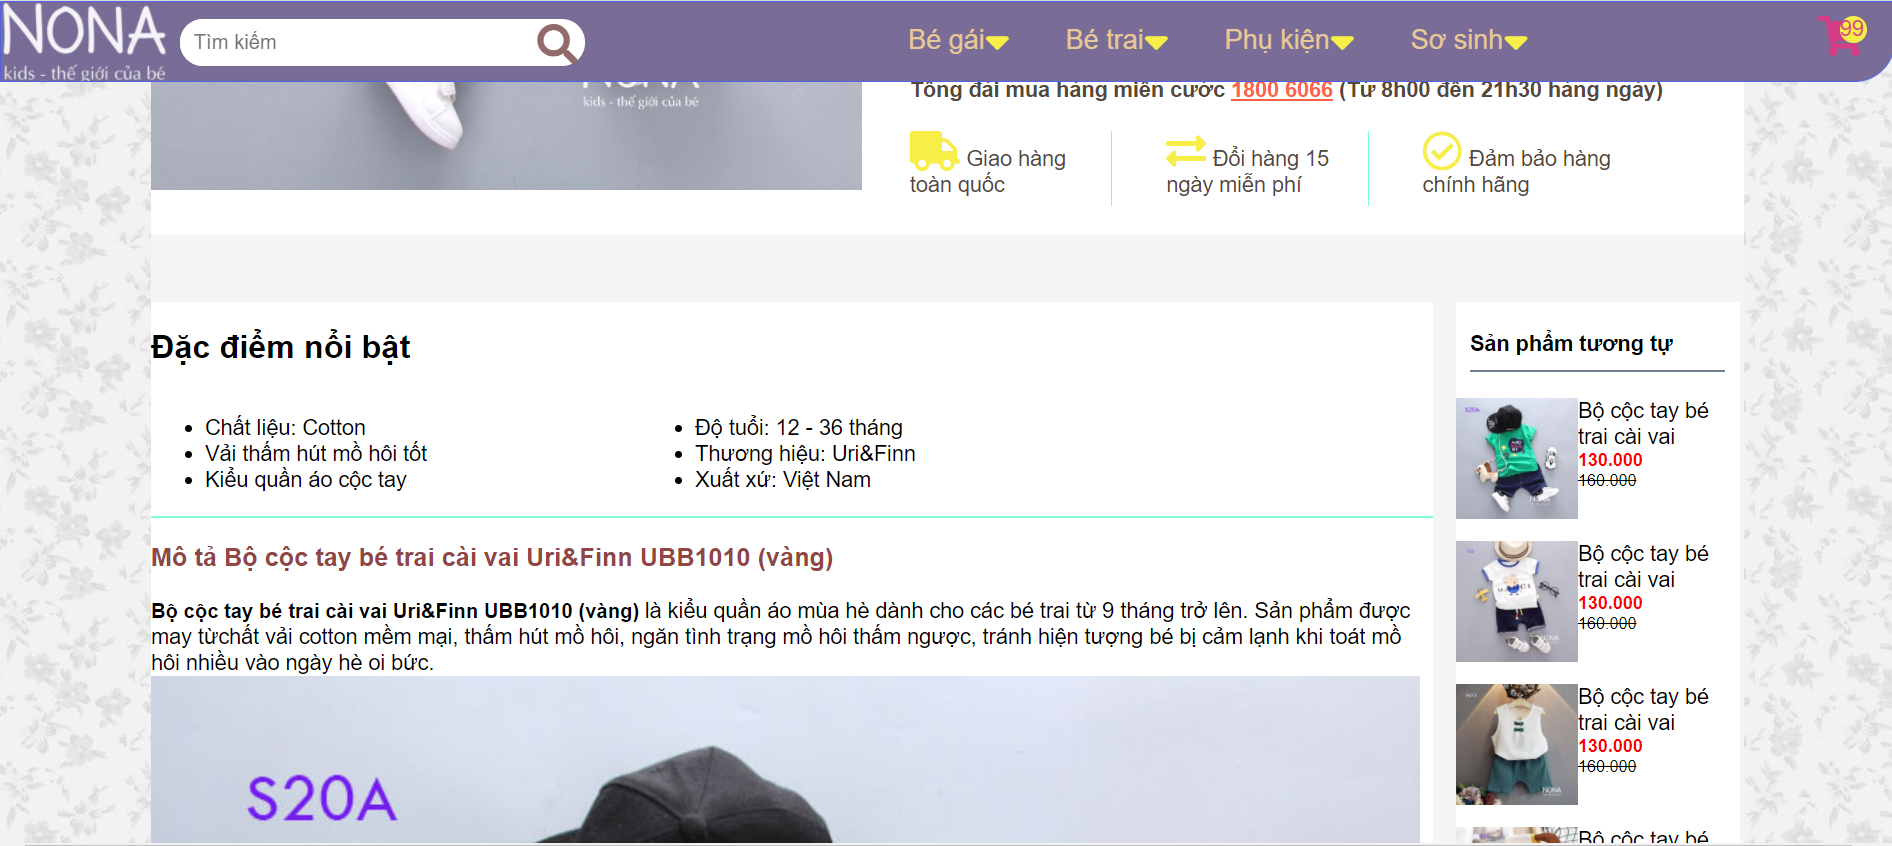 NONA
kids - thế giới của bé
Tìm kiếm
Bé gái
Bé trai
Phụ kiện
Sơ sinh
99
kids - thế giới của bé
Tổng đài mua hàng miễn cước 1800 6066 (Từ 8h00 đến 21h30 hàng ngày)
Giao hàng
toàn quốc
Đổi hàng 15
ngày miễn phí
Đảm bảo hàng
chính hãng
Đặc điểm nổi bật
Chất liệu: Cotton
Vải thấm hút mồ hôi tốt
Kiểu quần áo cộc tay
Độ tuổi: 12 - 36 tháng
Thương hiệu: Uri&Finn
Xuất xứ: Việt Nam
Mô tả Bộ cộc tay bé trai cài vai Uri&Finn UBB1010 (vàng)
Bộ cộc tay bé trai cài vai Uri&Finn UBB1010 (vàng) là kiểu quần áo mùa hè dành cho các bé trai từ 9 tháng trở lên. Sản phẩm được
may từchất vải cotton mềm mại, thấm hút mồ hôi, ngăn tình trạng mồ hôi thấm ngược, tránh hiện tượng bé bị cảm lạnh khi toát mồ
hôi nhiều vào ngày hè oi bức.
S20A
Sản phẩm tương tự
S20A
NONA
Bộ cộc tay bé
trai cài vai
130.000
160.000
NONA
Bộ cộc tay bé
trai cài vai
130.000
160.000
NONA
Bộ cộc tay bé
trai cài vai
130.000
160.000
Bộ cộc tay bé